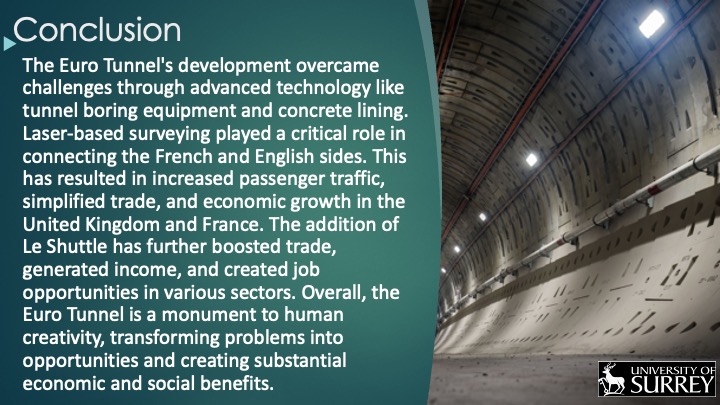 Conclusion
The Euro Tunnel's development overcame
challenges through advanced technology like
tunnel boring equipment and concrete lining.
Laser-based surveying played a critical role in
connecting the French and English sides. This
has resulted in increased passenger traffic,
simplified trade, and economic growth in the
United Kingdom and France. The addition of
Le Shuttle has further boosted trade,
generated income, and created job
opportunities in various sectors. Overall, the
Euro Tunnel is a monument to human
creativity, transforming problems into
opportunities and creating substantial
economic and social benefits.
UNIVERSITY OF
SURREY